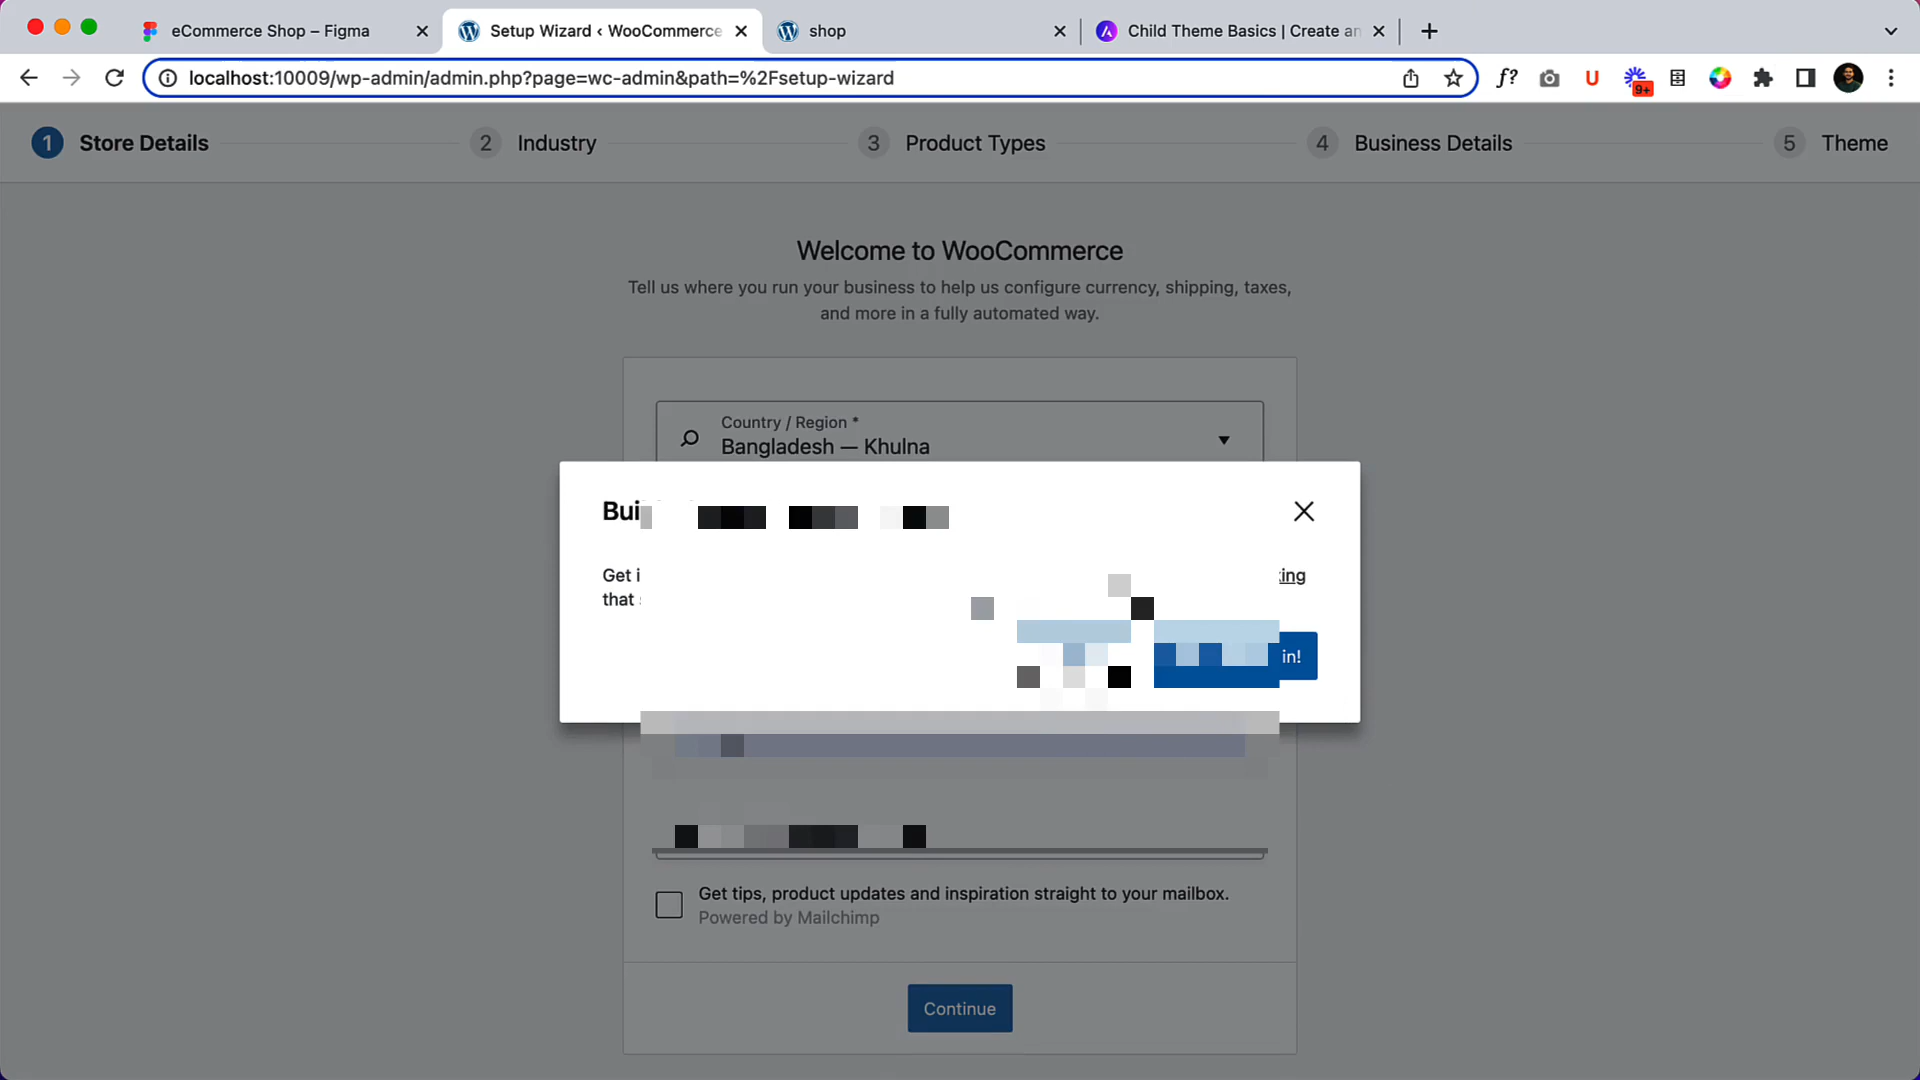 eCommerce Shop – Figma
Setup Wizard ‹ WooCommerce
shop
Child Theme Basics | Create an
localhost:10009/wp-admin/admin.php?page=wc-admin&path=%2Fsetup-wizard
f?
U
9+
1 Store Details
2 Industry
3 Product Types
4 Business Details
5 Theme
Welcome to WooCommerce
Tell us where you run your business to help us configure currency, shipping, taxes,
and more in a fully automated way.
Country / Region *
Bangladesh — Khulna
Get
that
in!
Get tips, product updates and inspiration straight to your mailbox.
Powered by Mailchimp
Continue